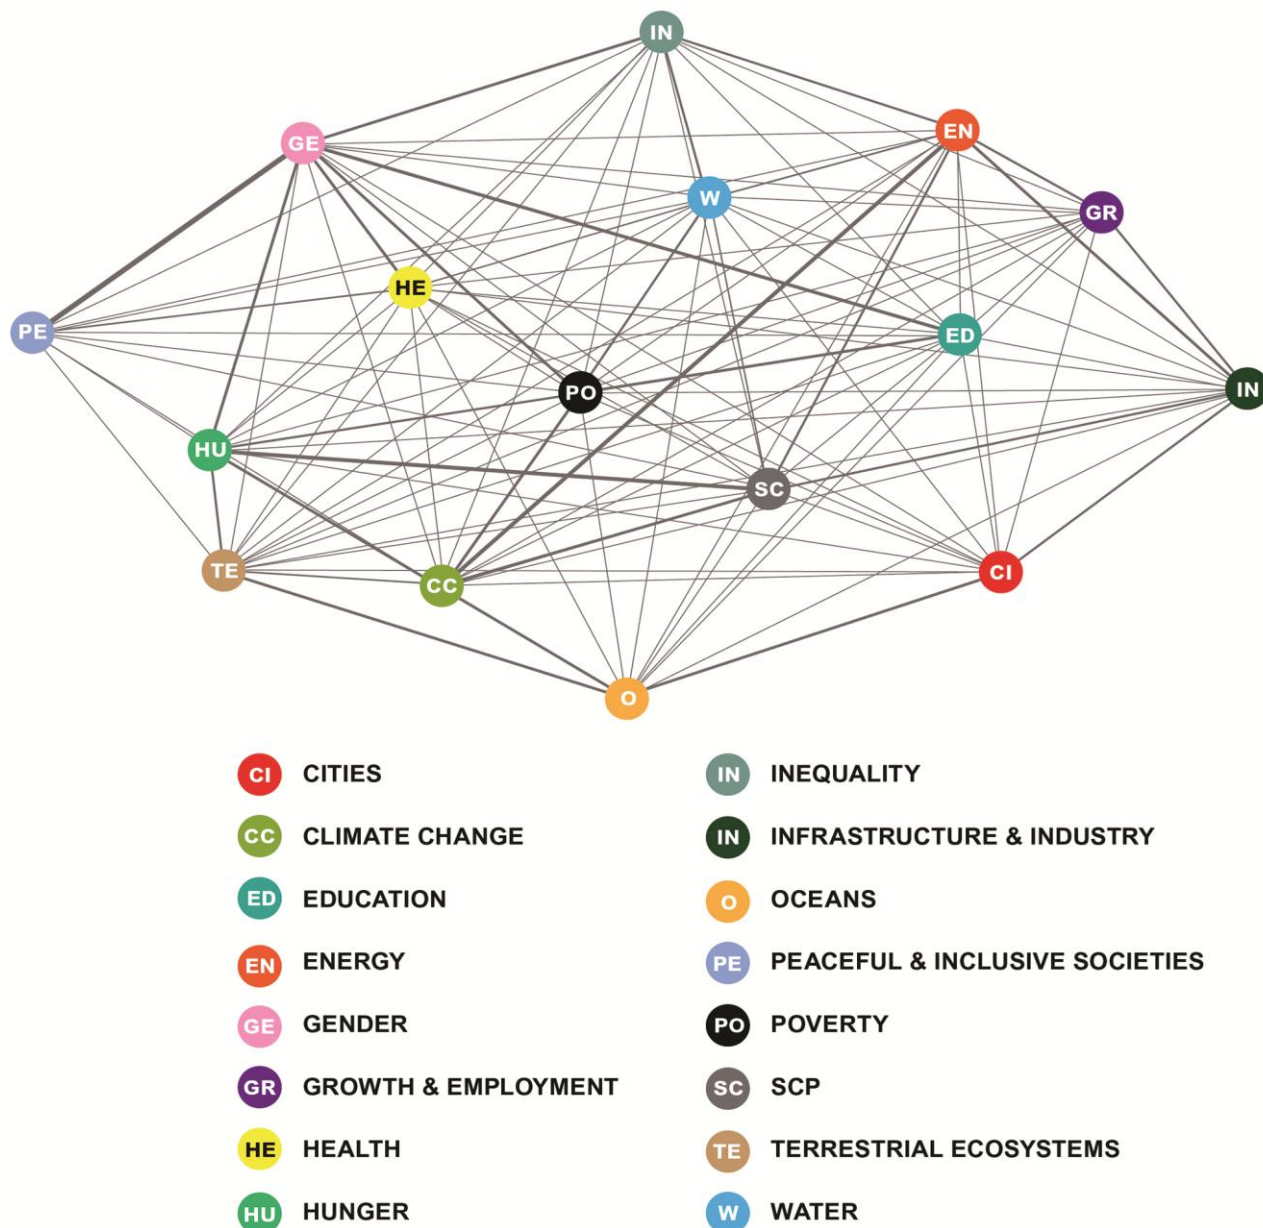 IN
EN
GE
W
GR
HE
PE
ED
PO
IN
HU
SC
TE
CC
CI
O
CI CITIES
IN INEQUALITY
CC CLIMATE CHANGE
IN INFRASTRUCTURE & INDUSTRY
ED EDUCATION
O OCEANS
EN ENERGY
PE PEACEFUL & INCLUSIVE SOCIETIES
GE GENDER
PO POVERTY
GR GROWTH & EMPLOYMENT
SC SCP
HE HEALTH
TE TERRESTRIAL ECOSYSTEMS
HU HUNGER
W WATER